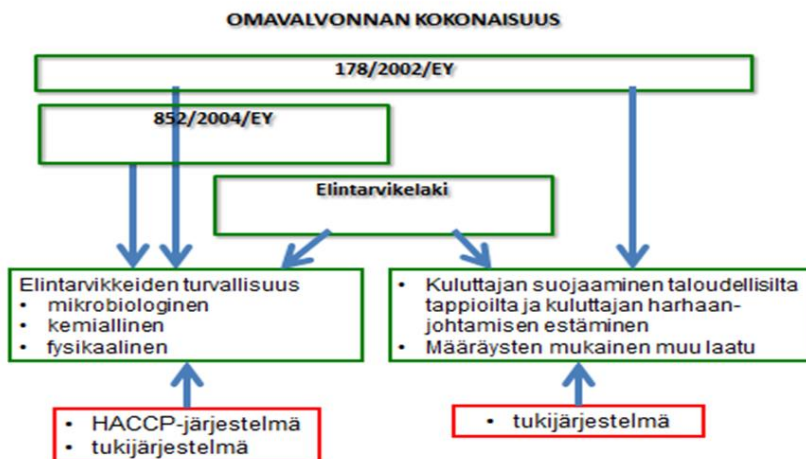 OMAVALVONNAN KOKONAISUUS
178/2002/EY
852/2004/EY
Elintarvikelaki
Elintarvikkeiden turvallisuus
• mikrobiologinen
• kemiallinen
• fysikaalinen
• Kuluttajan suojaaminen taloudellisilta
tappioilta ja kuluttajan harhaan-
johtamisen estäminen
• Määräysten mukainen muu laatu
• HACCP-järjestelmä
• tukijärjestelmä
• tukijärjestelmä